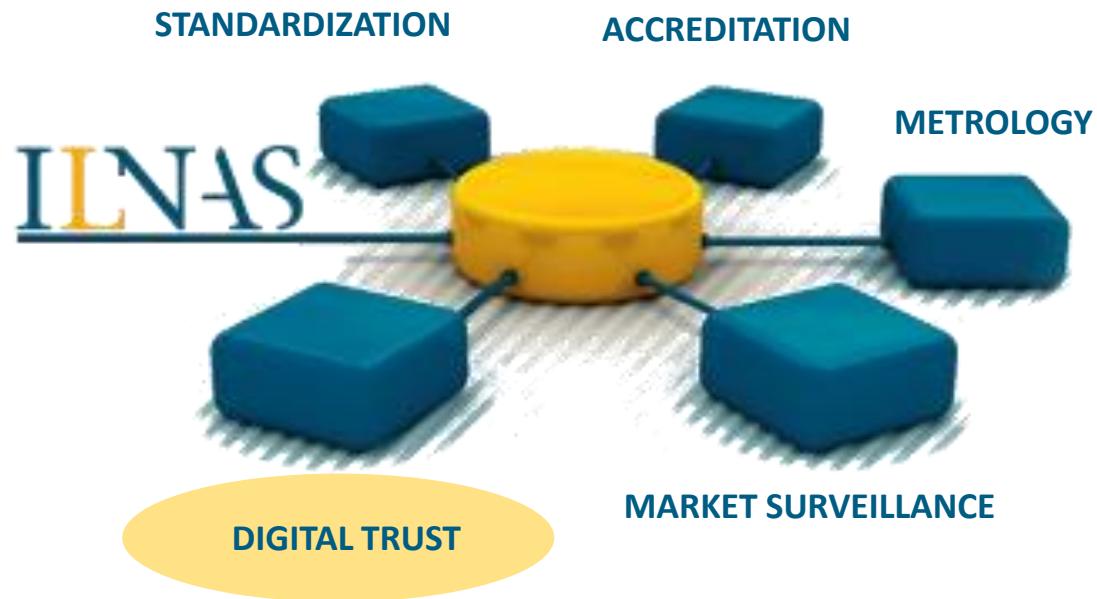 STANDARDIZATION
ACCREDITATION
METROLOGY
ILNAS
MARKET SURVEILLANCE
DIGITAL TRUST